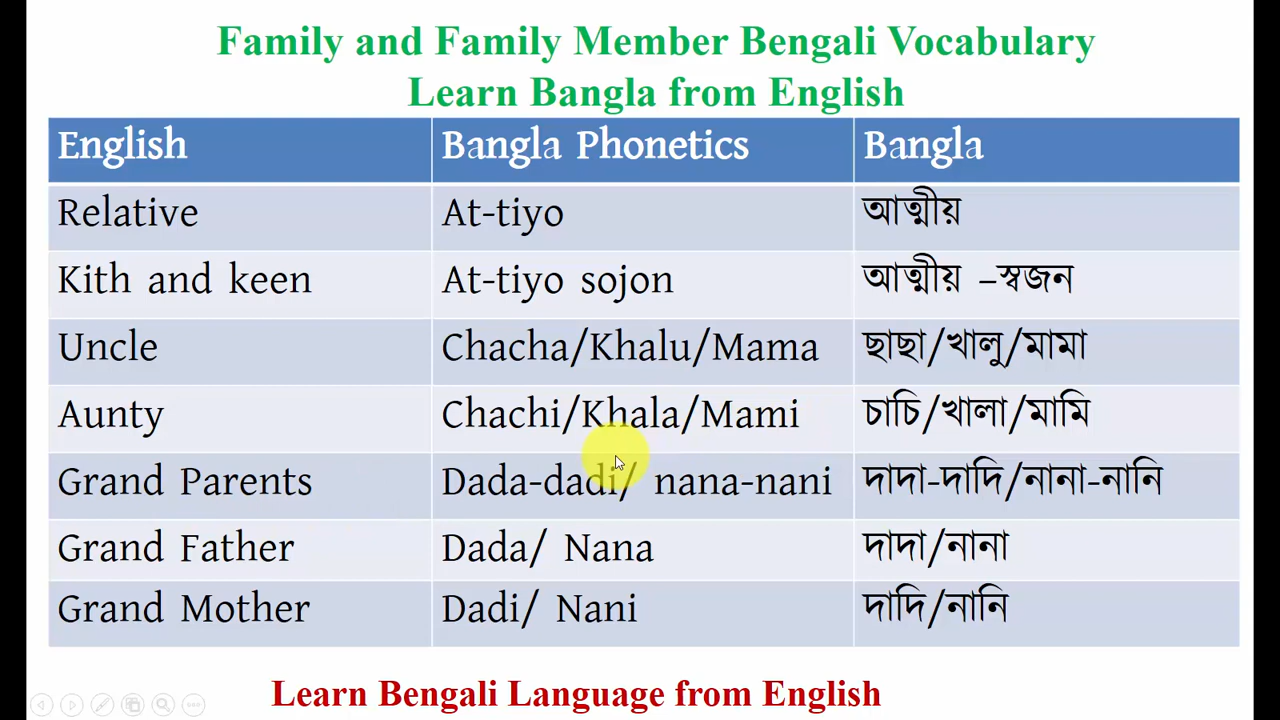 Family and Family Member Bengali Vocabulary
Learn Bangla from English
English Bangla Phonetics Bangla
Relative At-tiyo আত্মীয়
Kith and keen At-tiyo sojon আত্মীয় –স্বজন
Uncle Chacha/Khalu/Mama ছাছা/খালু/মামা
Aunty Chachi/Khala/Mami চাচি/খালা/মামি
Grand Parents Dada-dadi/ nana-nani দাদা-দাদি/নানা-নানি
Grand Father Dada/ Nana দাদা/নানা
Grand Mother Dadi/ Nani দাদি/নানি
Learn Bengali Language from English